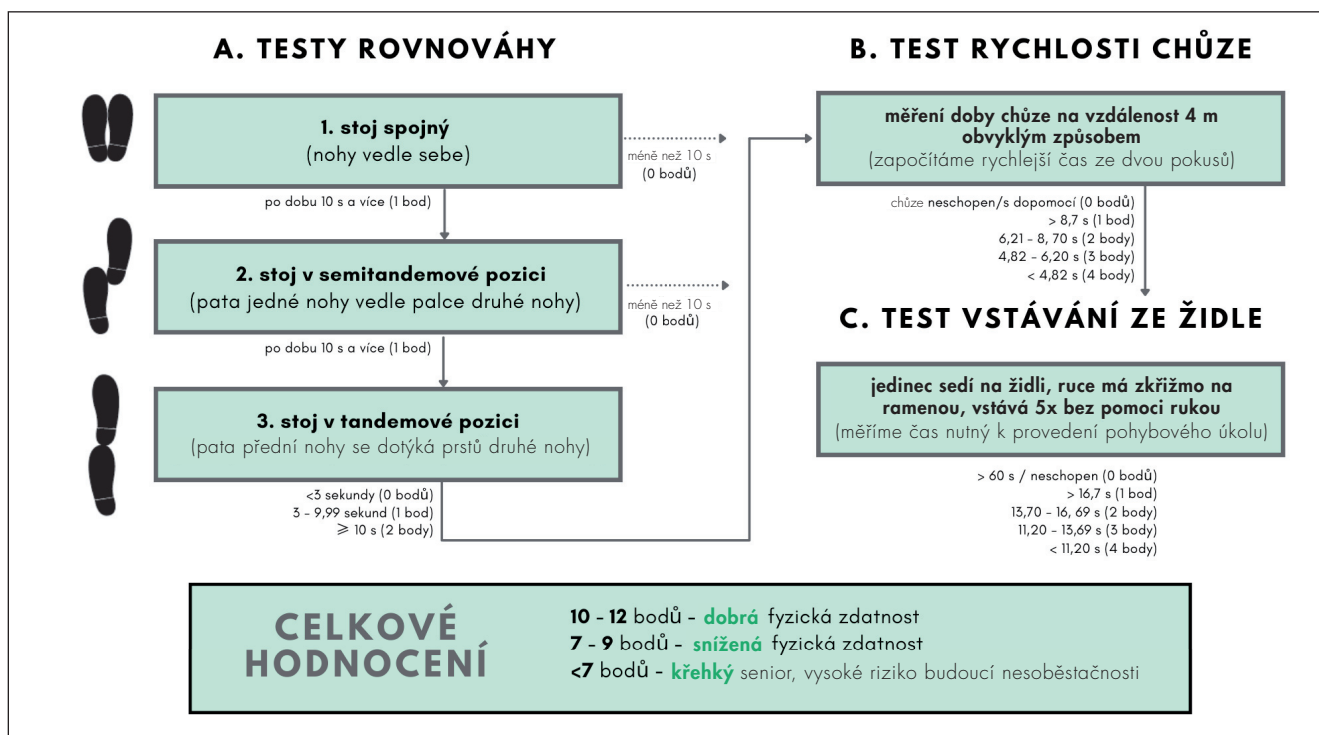 A. TESTY ROVNOVÁHY
1. stoj spojný
(nohy vedle sebe)
méně než 10 s
(0 bodů)
po dobu 10 s a více (1 bod)
2. stoj v semitandemové pozici
(pata jedné nohy vedle palce druhé nohy)
méně než 10 s
(0 bodů)
po dobu 10 s a více (1 bod)
3. stoj v tandemové pozici
(pata přední nohy se dotýká prstů druhé nohy)
<3 sekundy (0 bodů)
3 - 9,99 sekund (1 bod)
⩾ 10 s (2 body)
B. TEST RYCHLOSTI CHŮZE
měření doby chůze na vzdálenost 4 m
obvyklým způsobem
(započítáme rychlejší čas ze dvou pokusů)
chůze neschopen/s dopomocí (0 bodů)
> 8,7 s (1 bod)
6,21 - 8, 70 s (2 body)
4,82 - 6,20 s (3 body)
< 4,82 s (4 body)
C. TEST VSTÁVÁNÍ ZE ŽIDLE
jedinec sedí na židli, ruce má zkřižmo na
ramenou, vstává 5x bez pomoci rukou
(měříme čas nutný k provedení pohybového úkolu)
> 60 s / neschopen (0 bodů)
> 16,7 s (1 bod)
13,70 - 16, 69 s (2 body)
11,20 - 13,69 s (3 body)
< 11,20 s (4 body)
CELKOVÉ
HODNOCENÍ
10 - 12 bodů - dobrá fyzická zdatnost
7 - 9 bodů - snížená fyzická zdatnost
<7 bodů - křehký senior, vysoké riziko budoucí nesoběstačnosti